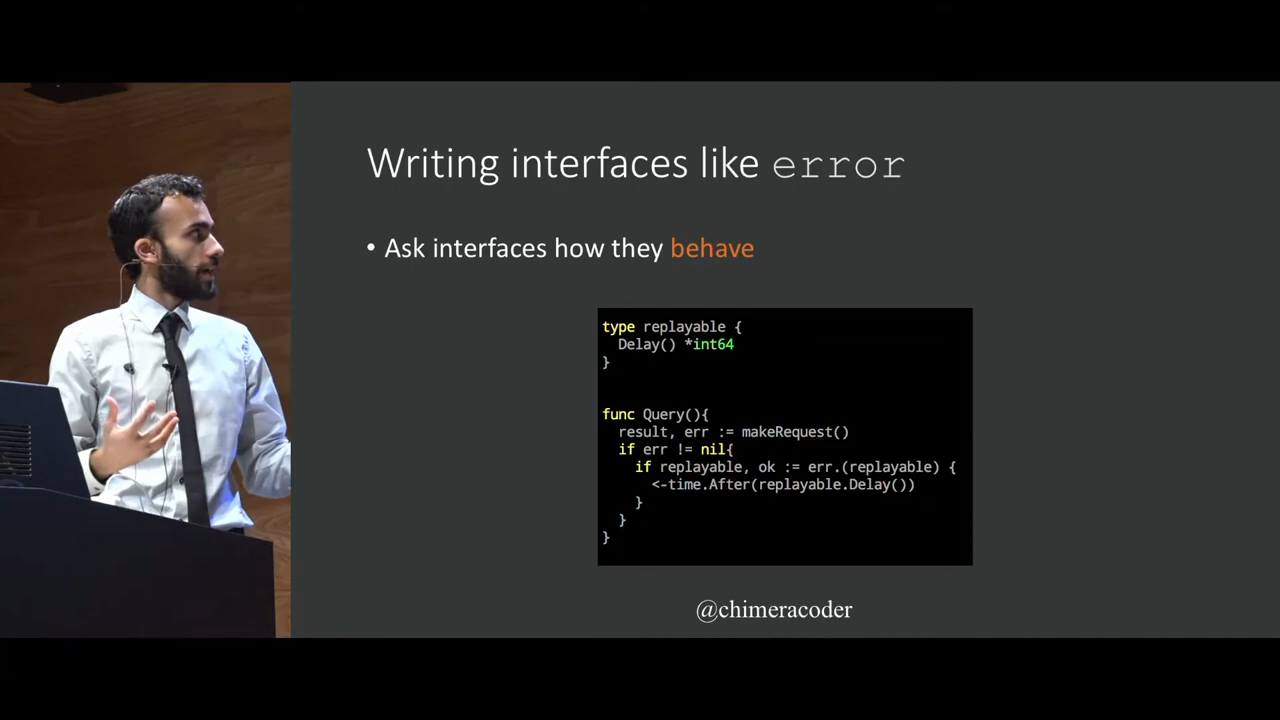 Writing interfaces like error
• Ask interfaces how they behave
type replayable {
  Delay() *int64
}
func Query(){
  result, err := makeRequest()
  if err != nil{
    if replayable, ok := err.(replayable) {
      <-time.After(replayable.Delay())
    }
  }
}
@chimeracoder